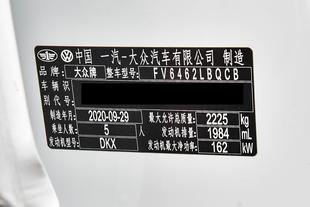 中国 一汽-大众汽车有限公司 制造
品牌: 大众牌 整车型号: FV6462LBQCB
车辆识
别代号:
制造年月: 2020-09-29 最大允许总质量 2225 kg
乘坐人数 5 发动机排量: 1984 mL
发动机型号: DKX 发动机最大净功率: 162 kW